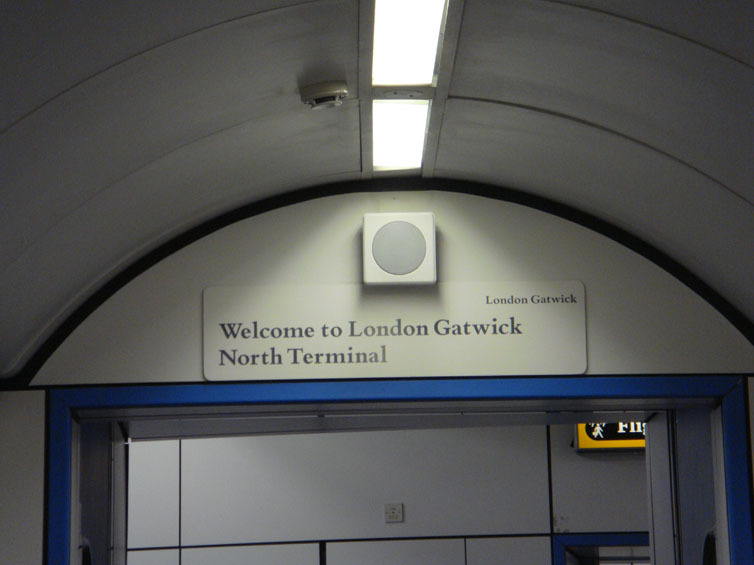 London Gatwick
Welcome to London Gatwick
North Terminal